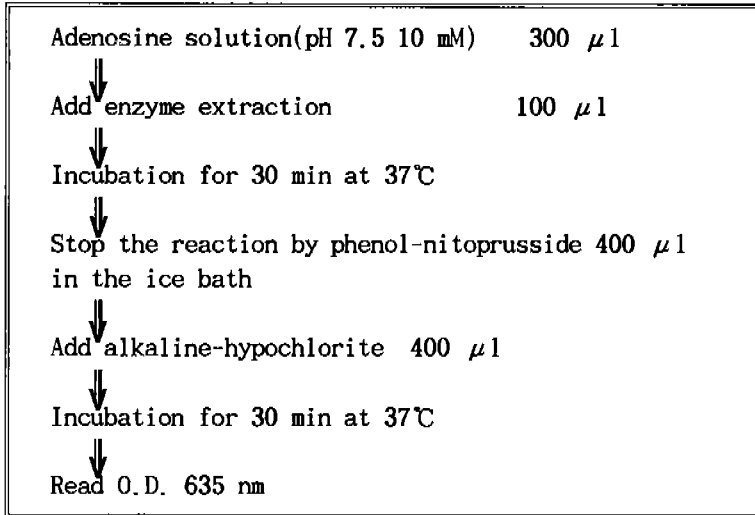 Adenosine solution(pH 7.5 10 mM) 300 μl
⇓
Add enzyme extraction 100 μl
⇓
Incubation for 30 min at 37℃
⇓
Stop the reaction by phenol-nitoprusside 400 μl
in the ice bath
⇓
Add alkaline-hypochlorite 400 μl
⇓
Incubation for 30 min at 37℃
⇓
Read O.D. 635 nm